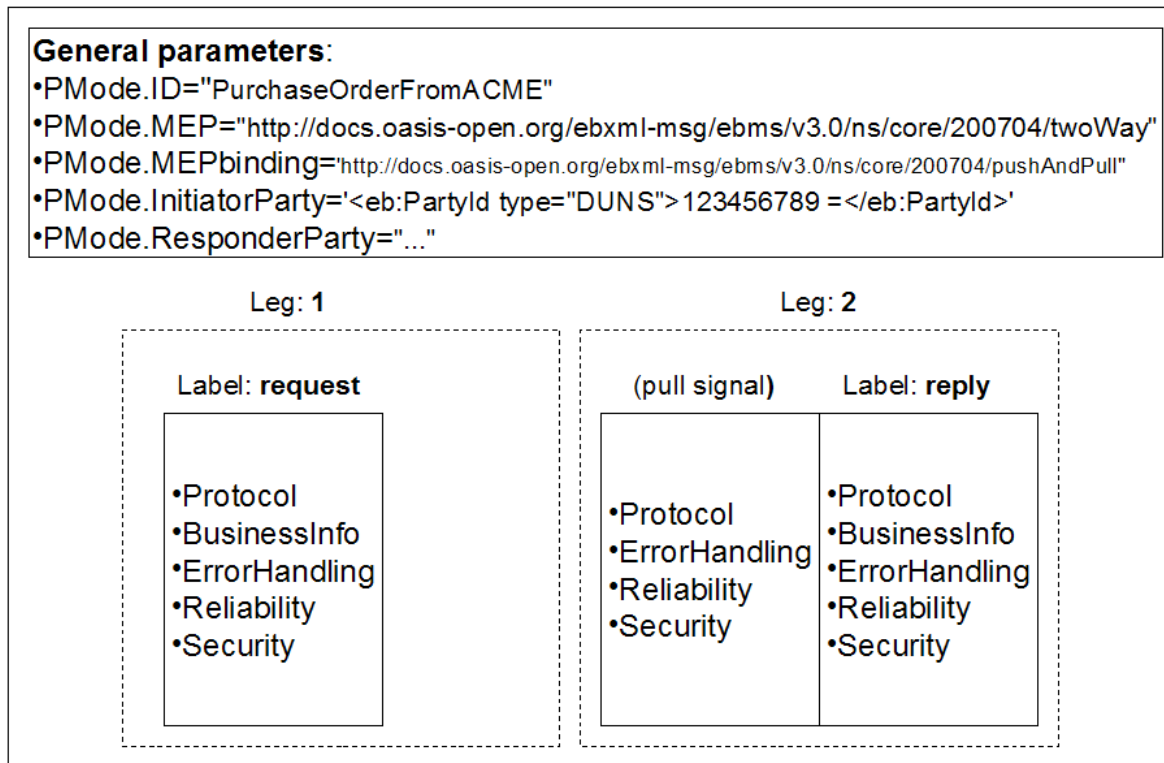 General parameters:
•PMode.ID="PurchaseOrderFromACME"
•PMode.MEP="http://docs.oasis-open.org/ebxml-msg/ebms/v3.0/ns/core/200704/twoWay"
•PMode.MEPbinding='http://docs.oasis-open.org/ebxml-msg/ebms/v3.0/ns/core/200704/pushAndPull"
•PMode.InitiatorParty='<eb:PartyId type="DUNS">123456789 =</eb:PartyId>'
•PMode.ResponderParty="..."
Leg: 1
Label: request
•Protocol
•BusinessInfo
•ErrorHandling
•Reliability
•Security
Leg: 2
(pull signal)
•Protocol
•ErrorHandling
•Reliability
•Security
Label: reply
•Protocol
•BusinessInfo
•ErrorHandling
•Reliability
•Security